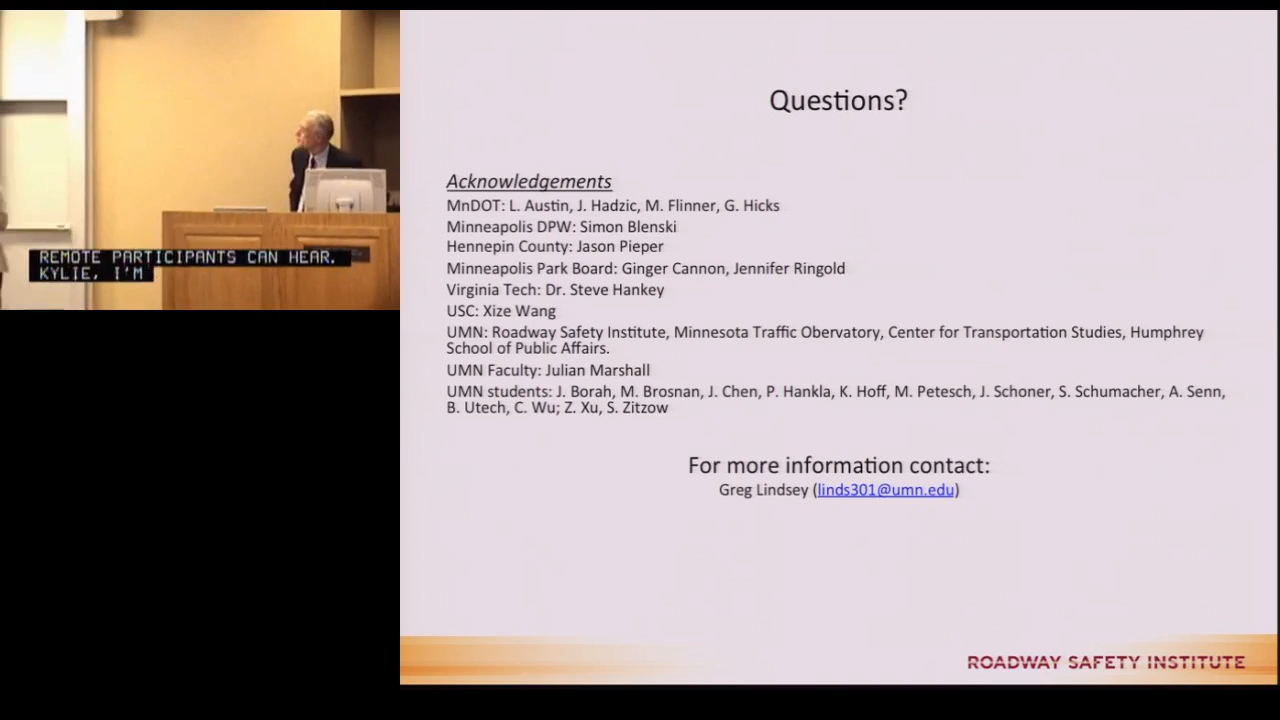 REMOTE PARTICIPANTS CAN HEAR.
KYLIE, I'M
Questions?
Acknowledgements
MnDOT: L. Austin, J. Hadzic, M. Flinner, G. Hicks
Minneapolis DPW: Simon Blenski
Hennepin County: Jason Pieper
Minneapolis Park Board: Ginger Cannon, Jennifer Ringold
Virginia Tech: Dr. Steve Hankey
USC: Xize Wang
UMN: Roadway Safety Institute, Minnesota Traffic Obervatory, Center for Transportation Studies, Humphrey
School of Public Affairs.
UMN Faculty: Julian Marshall
UMN students: J. Borah, M. Brosnan, J. Chen, P. Hankla, K. Hoff, M. Petesch, J. Schoner, S. Schumacher, A. Senn,
B. Utech, C. Wu; Z. Xu, S. Zitzow
For more information contact:
Greg Lindsey (linds301@umn.edu)
ROADWAY SAFETY INSTITUTE